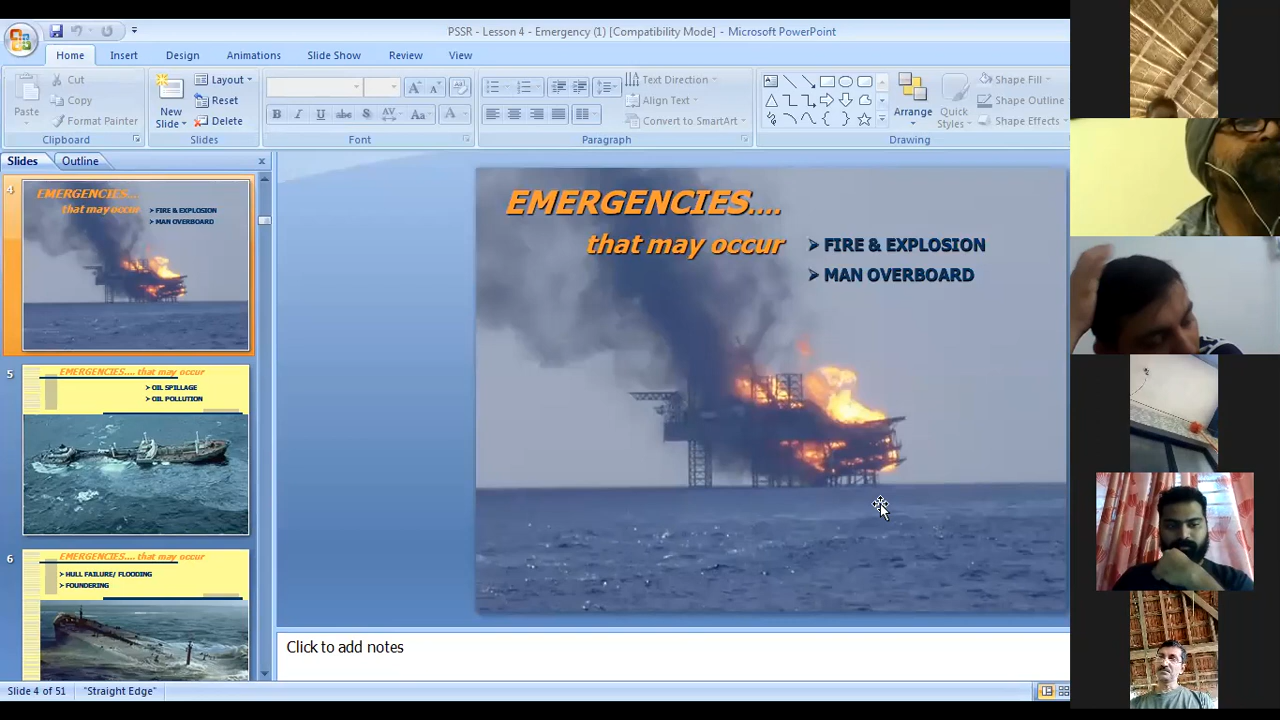 PSSR - Lesson 4 - Emergency (1) [Compatibility Mode] - Microsoft PowerPoint
Home Insert Design Animations Slide Show Review View
Paste
Cut
Copy
Format Painter
Clipboard
New
Slide
Layout
Reset
Delete
Slides
B I U abc S AV Aa A
Font
Text Direction
Align Text
Convert to SmartArt
Paragraph
Arrange
Quick
Styles
Shape Fill
Shape Outline
Shape Effects
Drawing
Slides Outline
4
EMERGENCIES....
that may occur
FIRE & EXPLOSION
MAN OVERBOARD
5
EMERGENCIES.... that may occur
OIL SPILLAGE
OIL POLLUTION
6
EMERGENCIES.... that may occur
HULL FAILURE/ FLOODING
FOUNDERING
EMERGENCIES....
that may occur
FIRE & EXPLOSION
MAN OVERBOARD
Click to add notes
Slide 4 of 51 "Straight Edge"